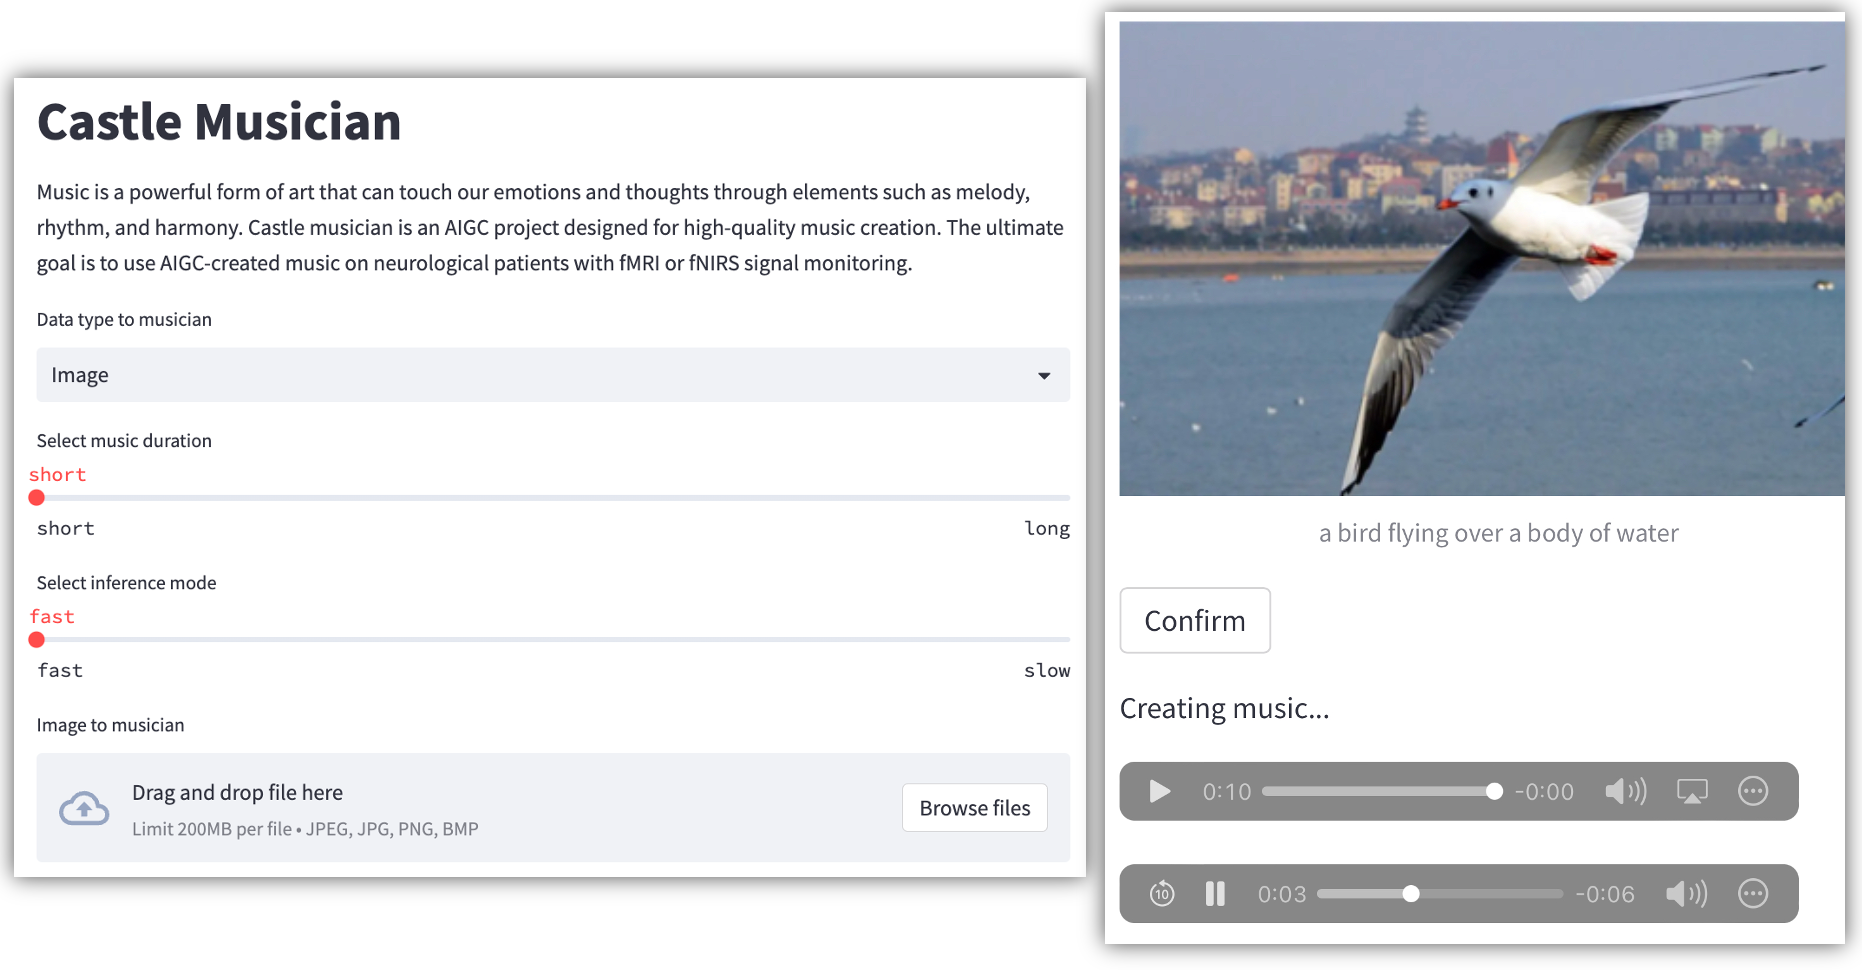 Castle Musician
Music is a powerful form of art that can touch our emotions and thoughts through elements such as melody,
rhythm, and harmony. Castle musician is an AIGC project designed for high-quality music creation. The ultimate
goal is to use AIGC-created music on neurological patients with fMRI or fNIRS signal monitoring.
Data type to musician
Image
Select music duration
short
short long
Select inference mode
fast
fast slow
Image to musician
Drag and drop file here
Limit 200MB per file • JPEG, JPG, PNG, BMP
Browse files
a bird flying over a body of water
Confirm
Creating music...
0:10 -0:00
10 0:03 -0:06